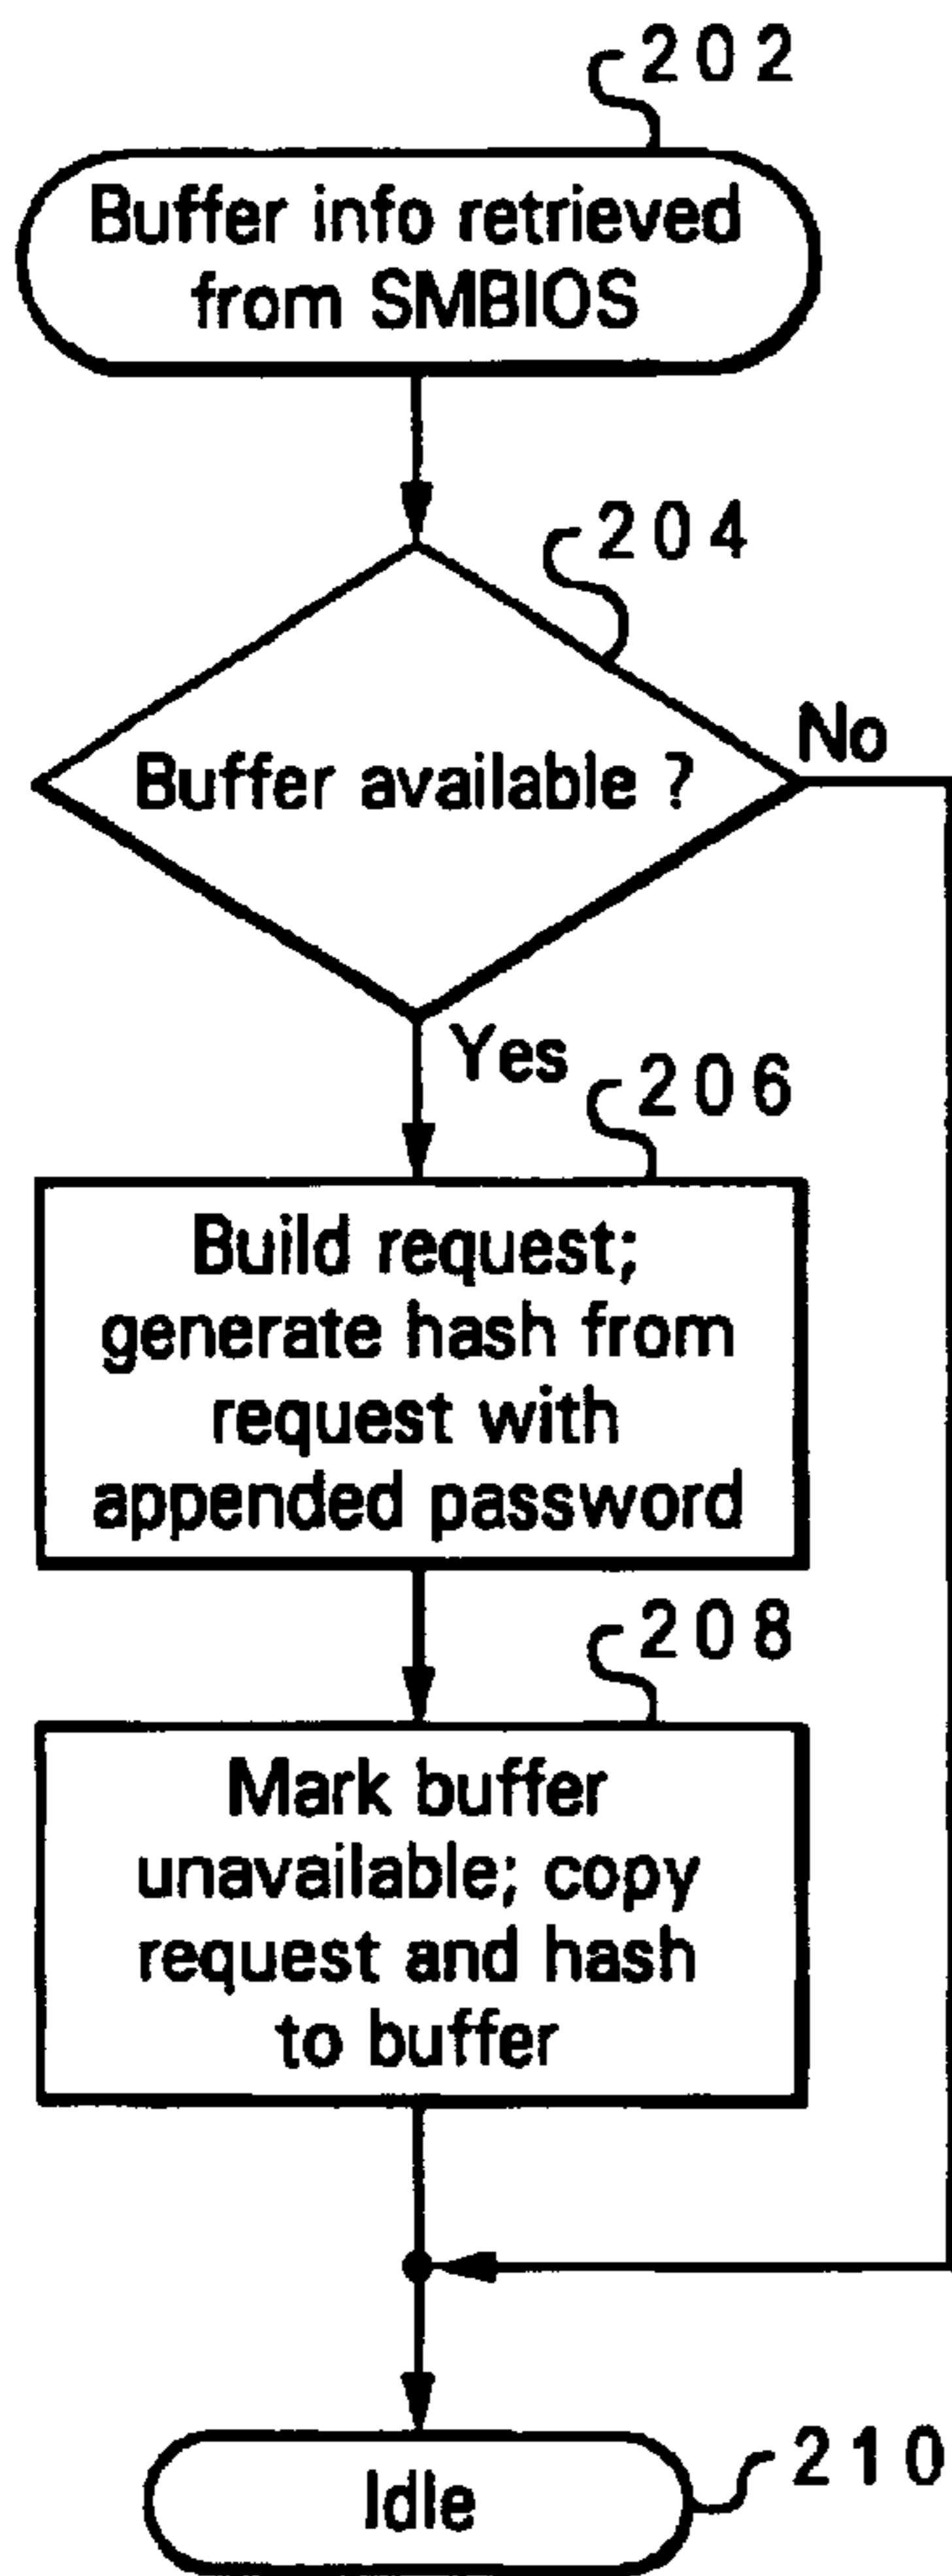 202
Buffer info retrieved
from SMBIOS
204
Buffer available ?
No
Yes
206
Build request;
generate hash from
request with
appended password
208
Mark buffer
unavailable; copy
request and hash
to buffer
Idle
210